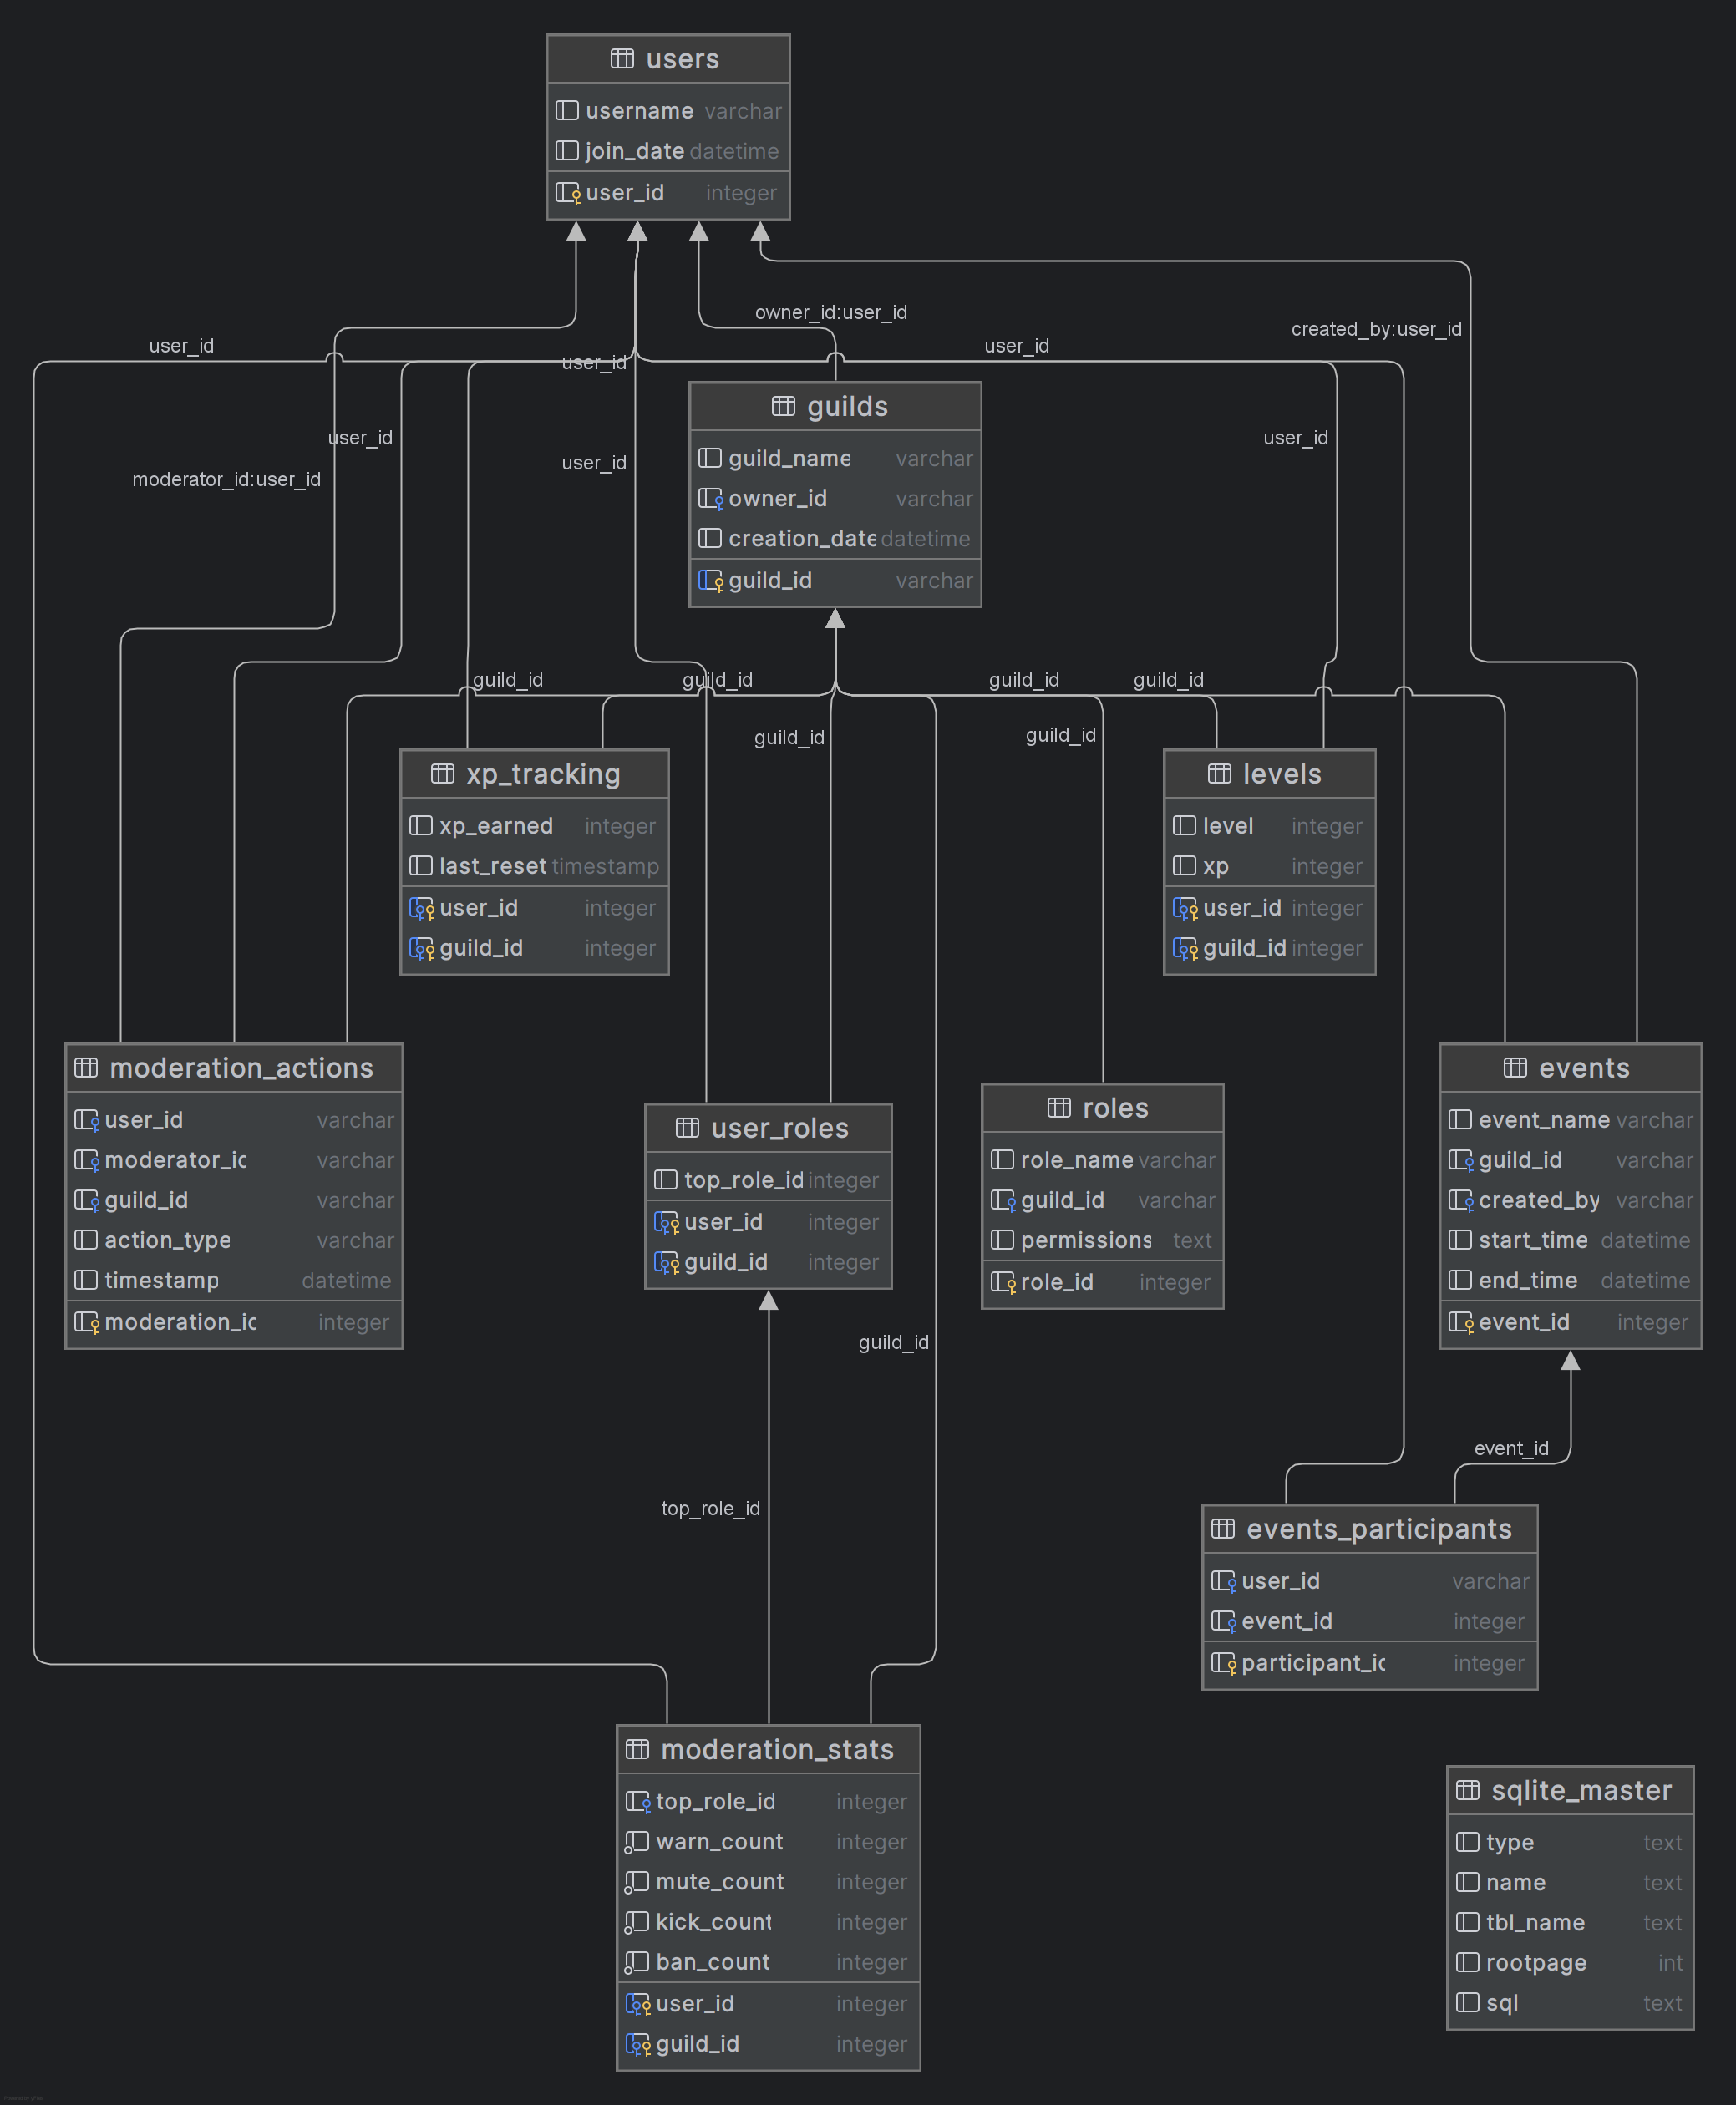 users
username varchar
join_date datetime
user_id integer
owner_id:user_id
created_by:user_id
user_id
user_id
user_id
user_id
user_id
user_id
moderator_id:user_id
guilds
guild_name varchar
owner_id varchar
creation_date datetime
guild_id varchar
guild_id
guild_id
guild_id
guild_id
guild_id
guild_id
xp_tracking
xp_earned integer
last_reset timestamp
user_id integer
guild_id integer
levels
level integer
xp integer
user_id integer
guild_id integer
moderation_actions
user_id varchar
moderator_ic varchar
guild_id varchar
action_type varchar
timestamp datetime
moderation_ic integer
user_roles
top_role_id integer
user_id integer
guild_id integer
roles
role_name varchar
guild_id varchar
permissions text
role_id integer
events
event_name varchar
guild_id varchar
created_by varchar
start_time datetime
end_time datetime
event_id integer
guild_id
event_id
top_role_id
events_participants
user_id varchar
event_id integer
participant_ic integer
moderation_stats
top_role_id integer
warn_count integer
mute_count integer
kick_count integer
ban_count integer
user_id integer
guild_id integer
sqlite_master
type text
name text
tbl_name text
rootpage int
sql text